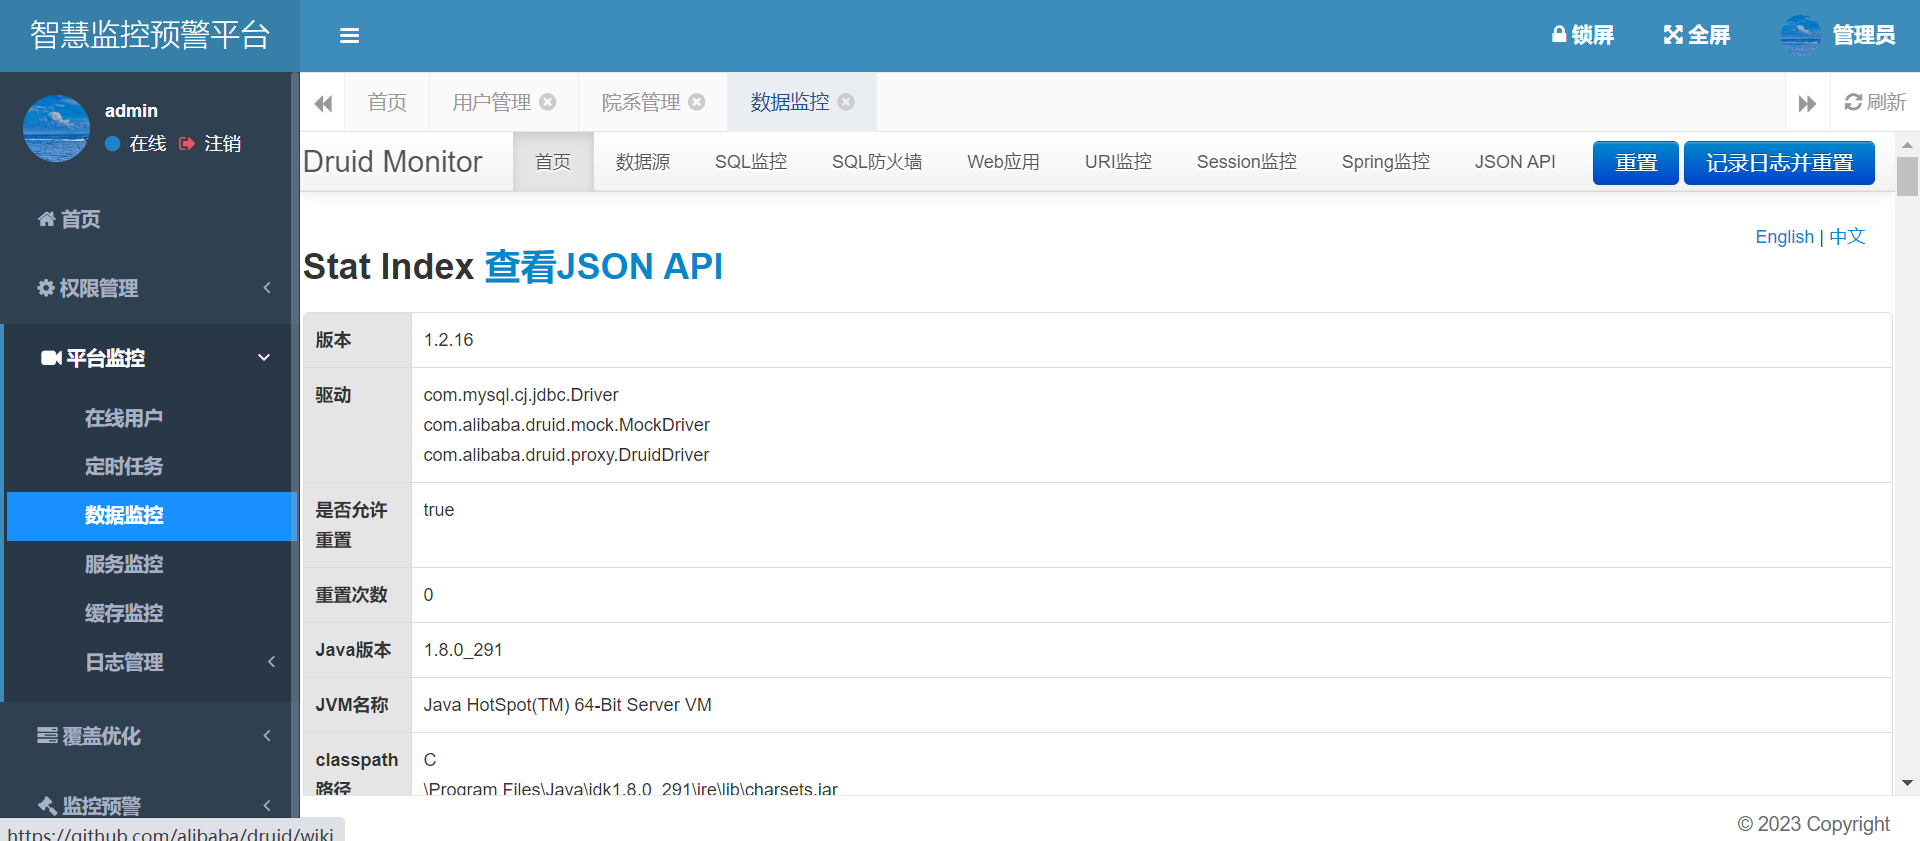 智慧监控预警平台
锁屏 全屏 管理员
admin
在线 注销
首页 用户管理 院系管理 数据监控 刷新
Druid Monitor 首页 数据源 SQL监控 SQL防火墙 Web应用 URI监控 Session监控 Spring监控 JSON API 重置 记录日志并重置
首页
权限管理
平台监控
在线用户
定时任务
数据监控
服务监控
缓存监控
日志管理
覆盖优化
监控预警
English | 中文
Stat Index 查看JSON API
版本 1.2.16
驱动 com.mysql.cj.jdbc.Driver
com.alibaba.druid.mock.MockDriver
com.alibaba.druid.proxy.DruidDriver
是否允许重置 true
重置次数 0
Java版本 1.8.0_291
JVM名称 Java HotSpot(TM) 64-Bit Server VM
classpath路径 C
\Program Files\Java\jdk1.8.0_291\jre\lib\charsets.jar
https://github.com/alibaba/druid/wiki
© 2023 Copyright